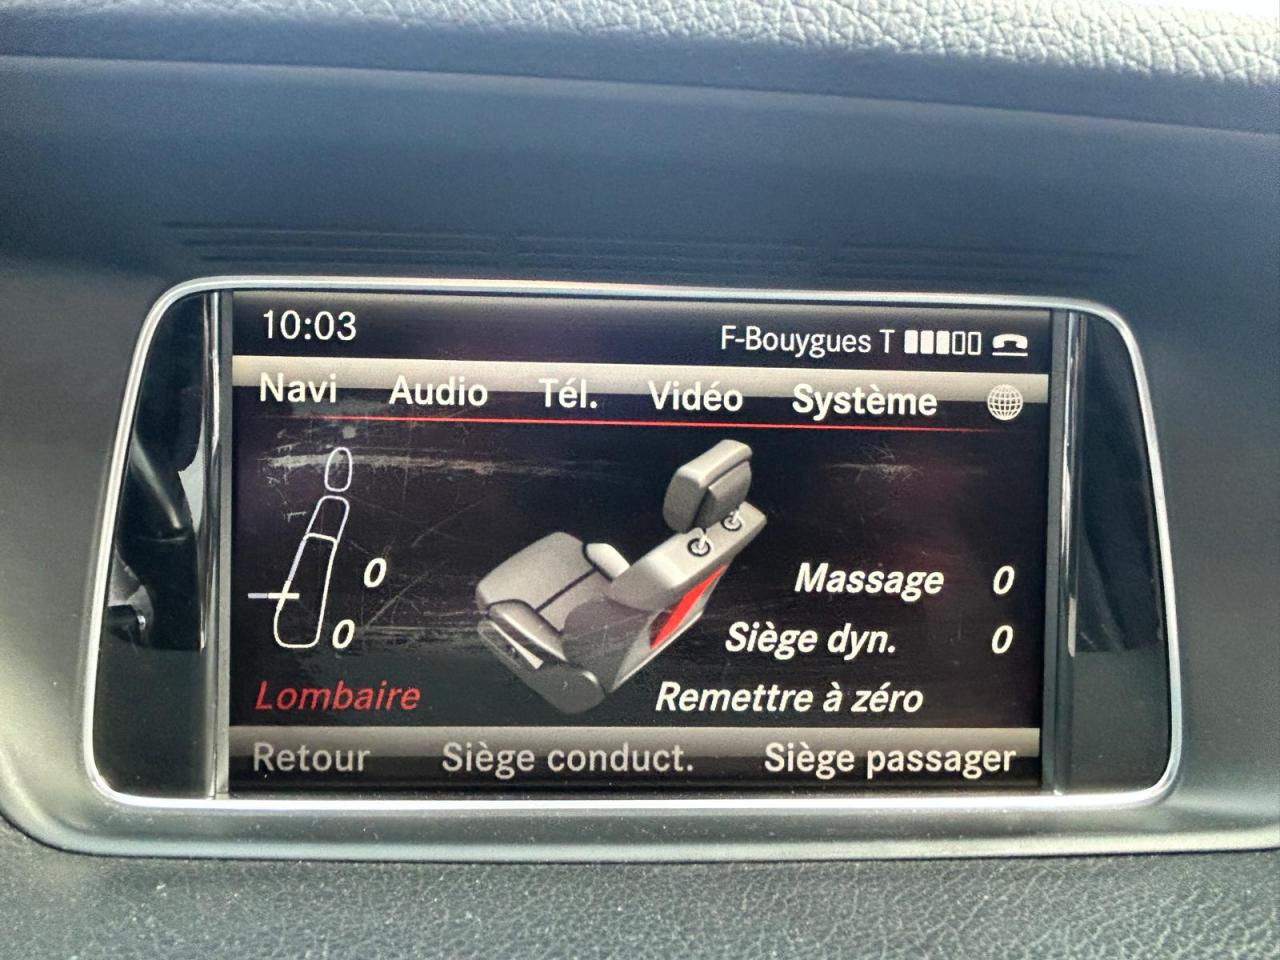 10:03 F-Bouygues T
Navi Audio Tél. Vidéo Système
0
Massage 0
0
Siège dyn. 0
Lombaire
Remettre à zéro
Retour Siège conduct. Siège passager